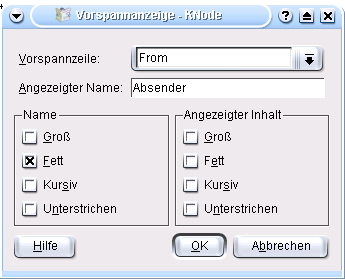 Vorspannanzeige - KNode
Vorspannzeile: From
Angezeigter Name: Absender
Name
Groß
Fett
Kursiv
Unterstrichen
Angezeigter Inhalt
Groß
Fett
Kursiv
Unterstrichen
Hilfe OK Abbrechen